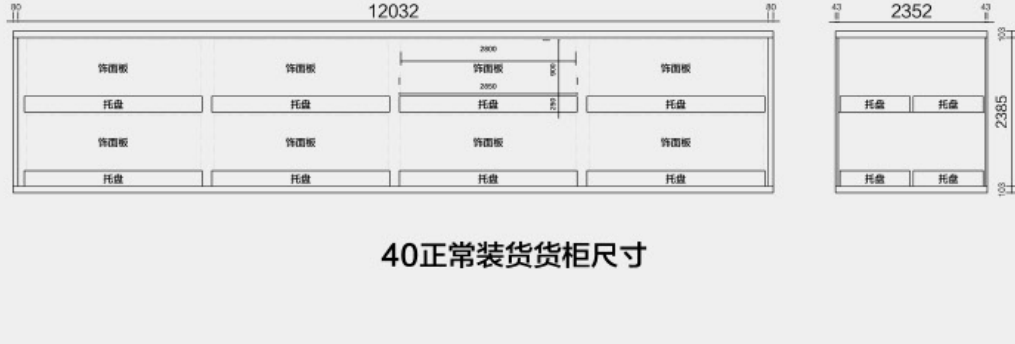 80 12032 80 43 2352 43
2800
饰面板 饰面板 饰面板 900 饰面板
103
2850
托盘 托盘 托盘 250 托盘 托盘 托盘
2385
饰面板 饰面板 饰面板 饰面板
托盘 托盘 托盘 托盘 托盘 托盘
103
40正常装货货柜尺寸